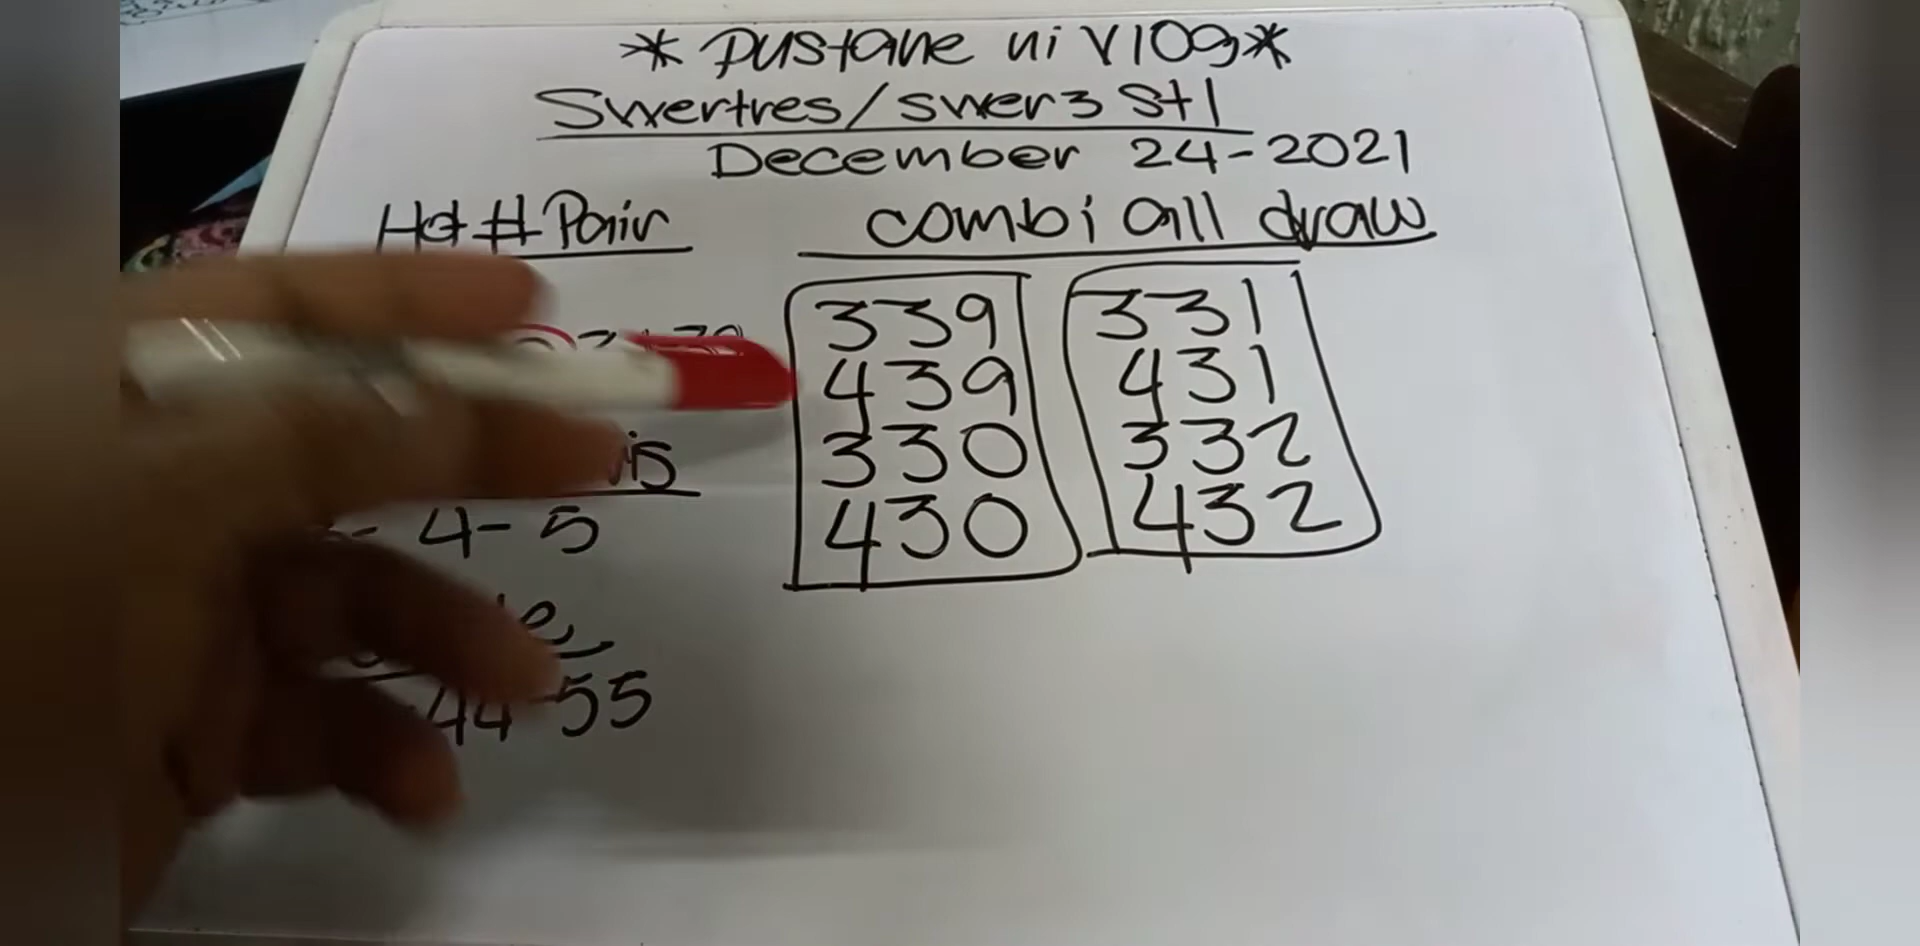 * Pustahe ni Vlog *
Swertres/swer3 Stl
December 24-2021
Hot # Pair
combi all draw
339
439
330
430
331
431
332
432
4-5
44 55